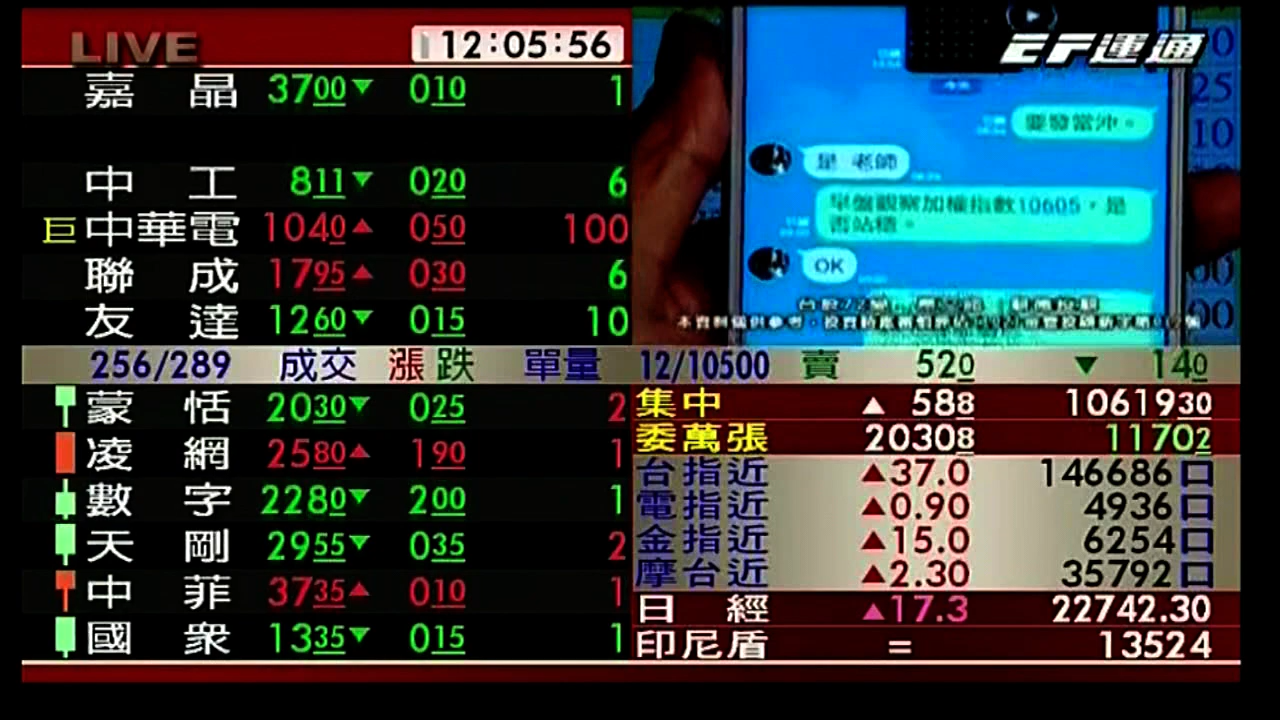 LIVE 12:05:56
嘉晶 3700▼ 010 1
中工 811▼ 020 6
巨中華電 1040▲ 050 100
聯成 1795▲ 030 6
友達 1260▼ 015 10
256/289 成交 漲跌 單量
蒙恬 2030▼ 025 2
凌網 2580▲ 190 1
數字 2280▼ 200 1
天剛 2955▼ 035 2
中菲 3735▲ 010 1
國眾 1335▼ 015 1
EF運通
要發當沖。
是 老師
早盤觀察加權指數10605，是
否站穩。
OK
12/10500 賣 520 ▼ 140
集中 ▲ 588 1061930
委萬張 20308 11702
台指近 ▲37.0 146686口
電指近 ▲0.90 4936口
金指近 ▲15.0 6254口
摩台近 ▲2.30 35792口
日經 ▲17.3 22742.30
印尼盾 = 13524